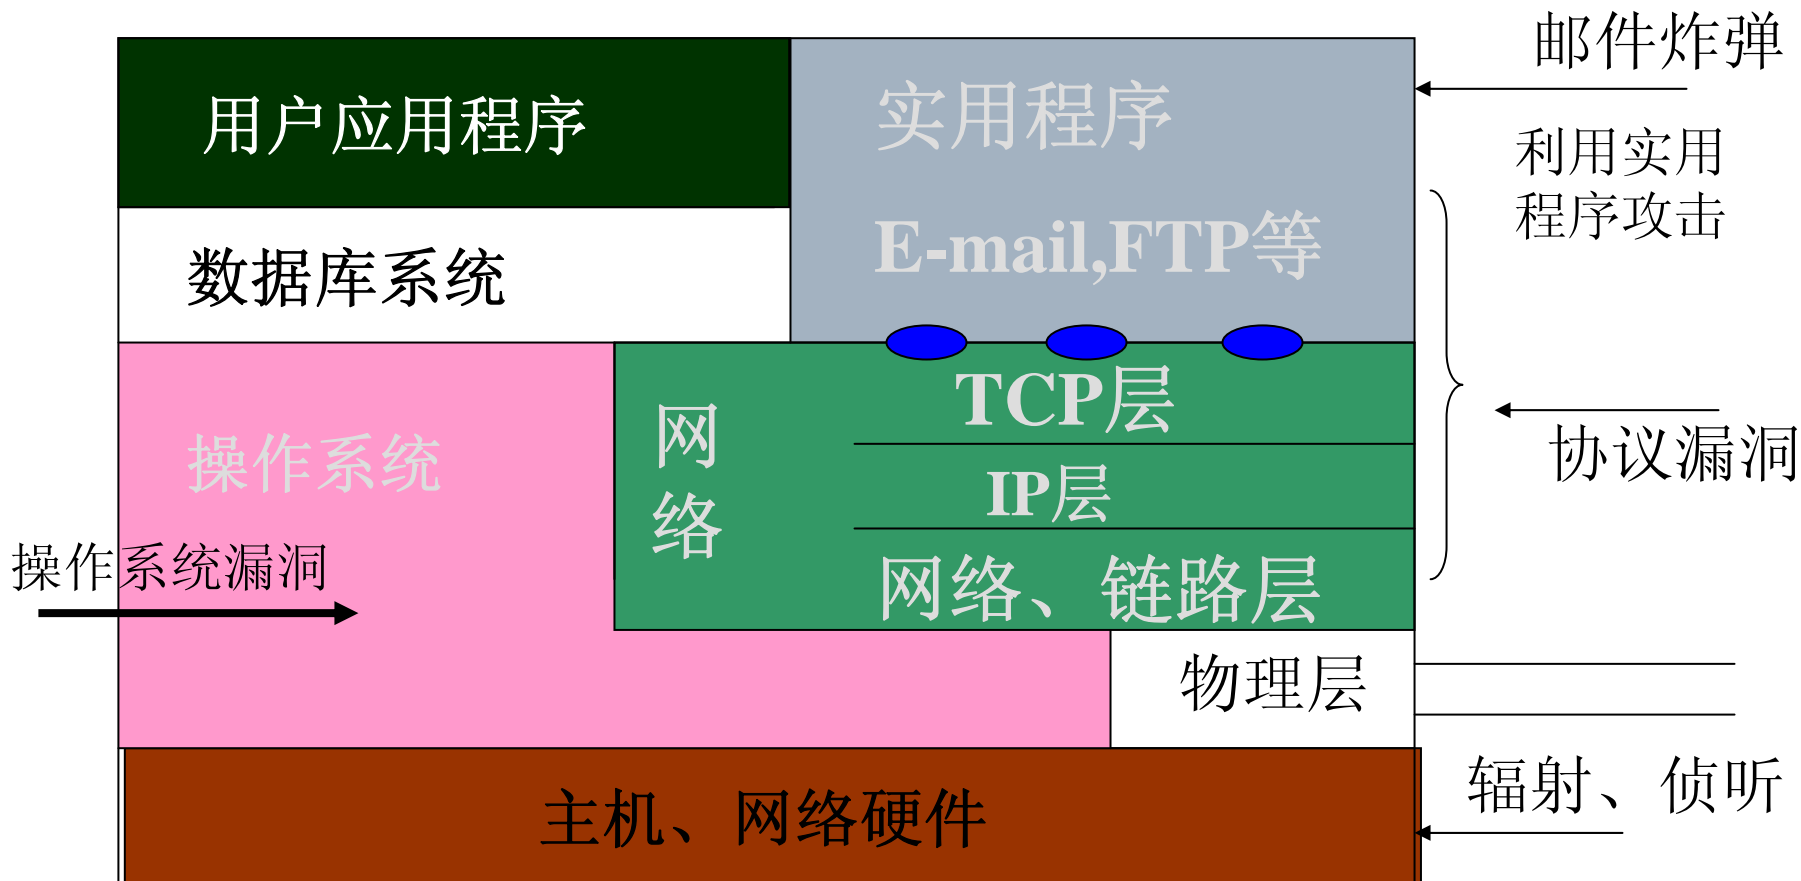 邮件炸弹
用户应用程序
实用程序
利用实用
程序攻击
E-mail,FTP等
数据库系统
TCP层
网
络
操作系统
IP层
协议漏洞
操作系统漏洞
网络、链路层
物理层
辐射、侦听
主机、网络硬件